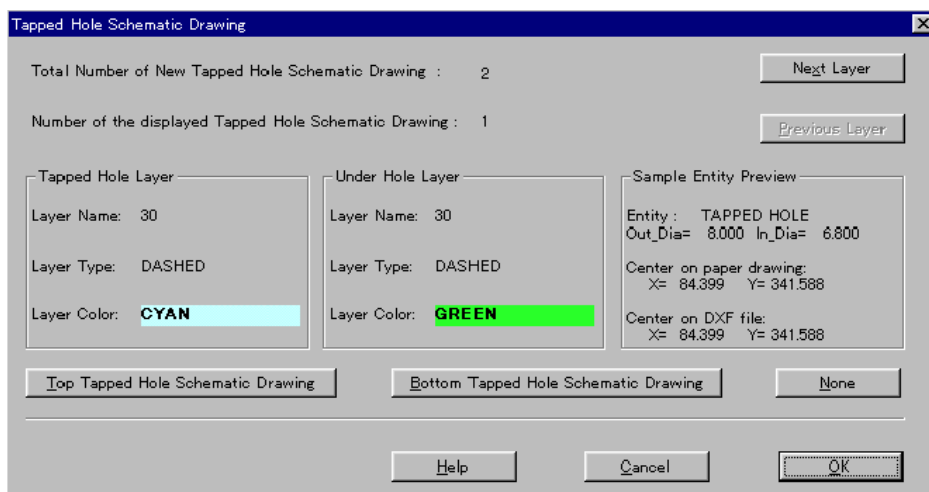 Tapped Hole Schematic Drawing
Total Number of New Tapped Hole Schematic Drawing : 2
Next Layer
Number of the displayed Tapped Hole Schematic Drawing : 1
Previous Layer
Tapped Hole Layer
Layer Name: 30
Layer Type: DASHED
Layer Color: CYAN
Under Hole Layer
Layer Name: 30
Layer Type: DASHED
Layer Color: GREEN
Sample Entity Preview
Entity : TAPPED HOLE
Out_Dia= 8.000 In_Dia= 6.800
Center on paper drawing:
X= 84.399 Y= 341.588
Center on DXF file:
X= 84.399 Y= 341.588
Top Tapped Hole Schematic Drawing
Bottom Tapped Hole Schematic Drawing
None
Help
Cancel
OK